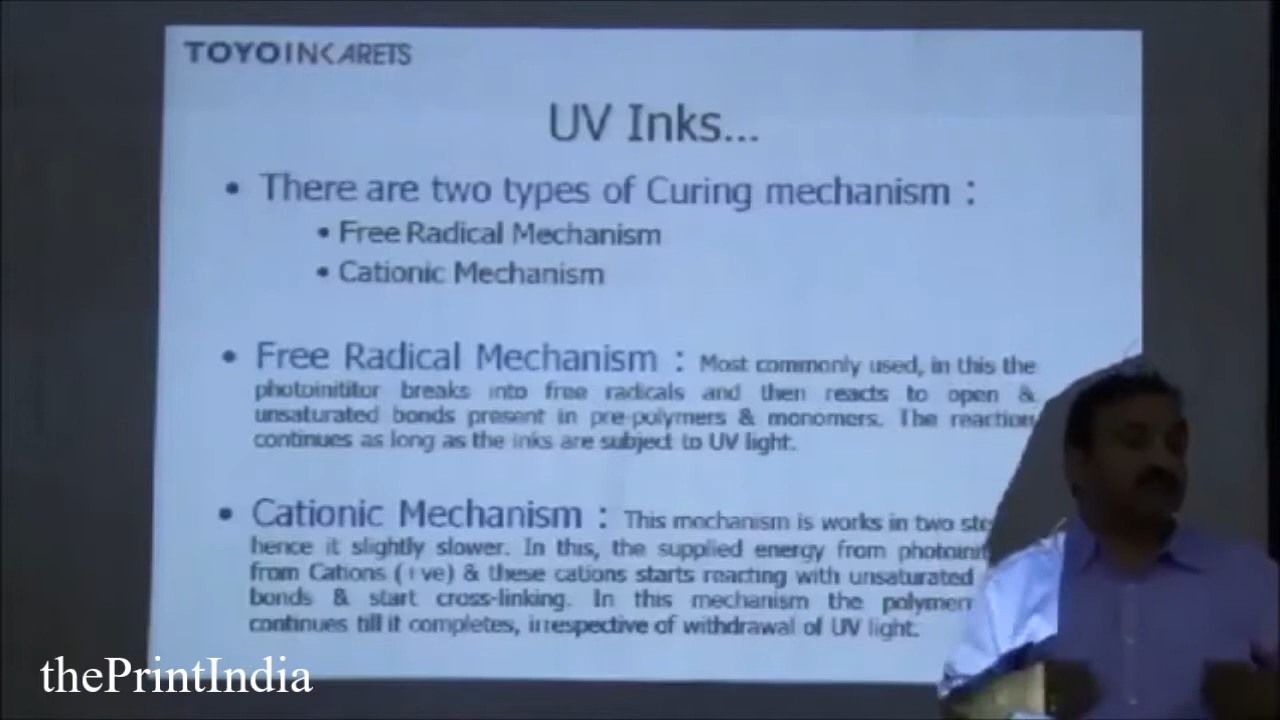 TOYO INK ARETS
UV Inks...
• There are two types of Curing mechanism :
• Free Radical Mechanism
• Cationic Mechanism
• Free Radical Mechanism : Most commonly used, in this the
photoinititor breaks into free radicals and then reacts to open &
unsaturated bonds present in pre-polymers & monomers. The reaction
continues as long as the inks are subject to UV light.
• Cationic Mechanism : This mechanism is works in two
hence it slightly slower. In this, the supplied energy from
from Cations (+ve) & these cations starts reacting with unsaturated
bonds & start cross-linking. In this mechanism the
continues till it completes, irrespective of withdrawal of UV light.
thePrintIndia